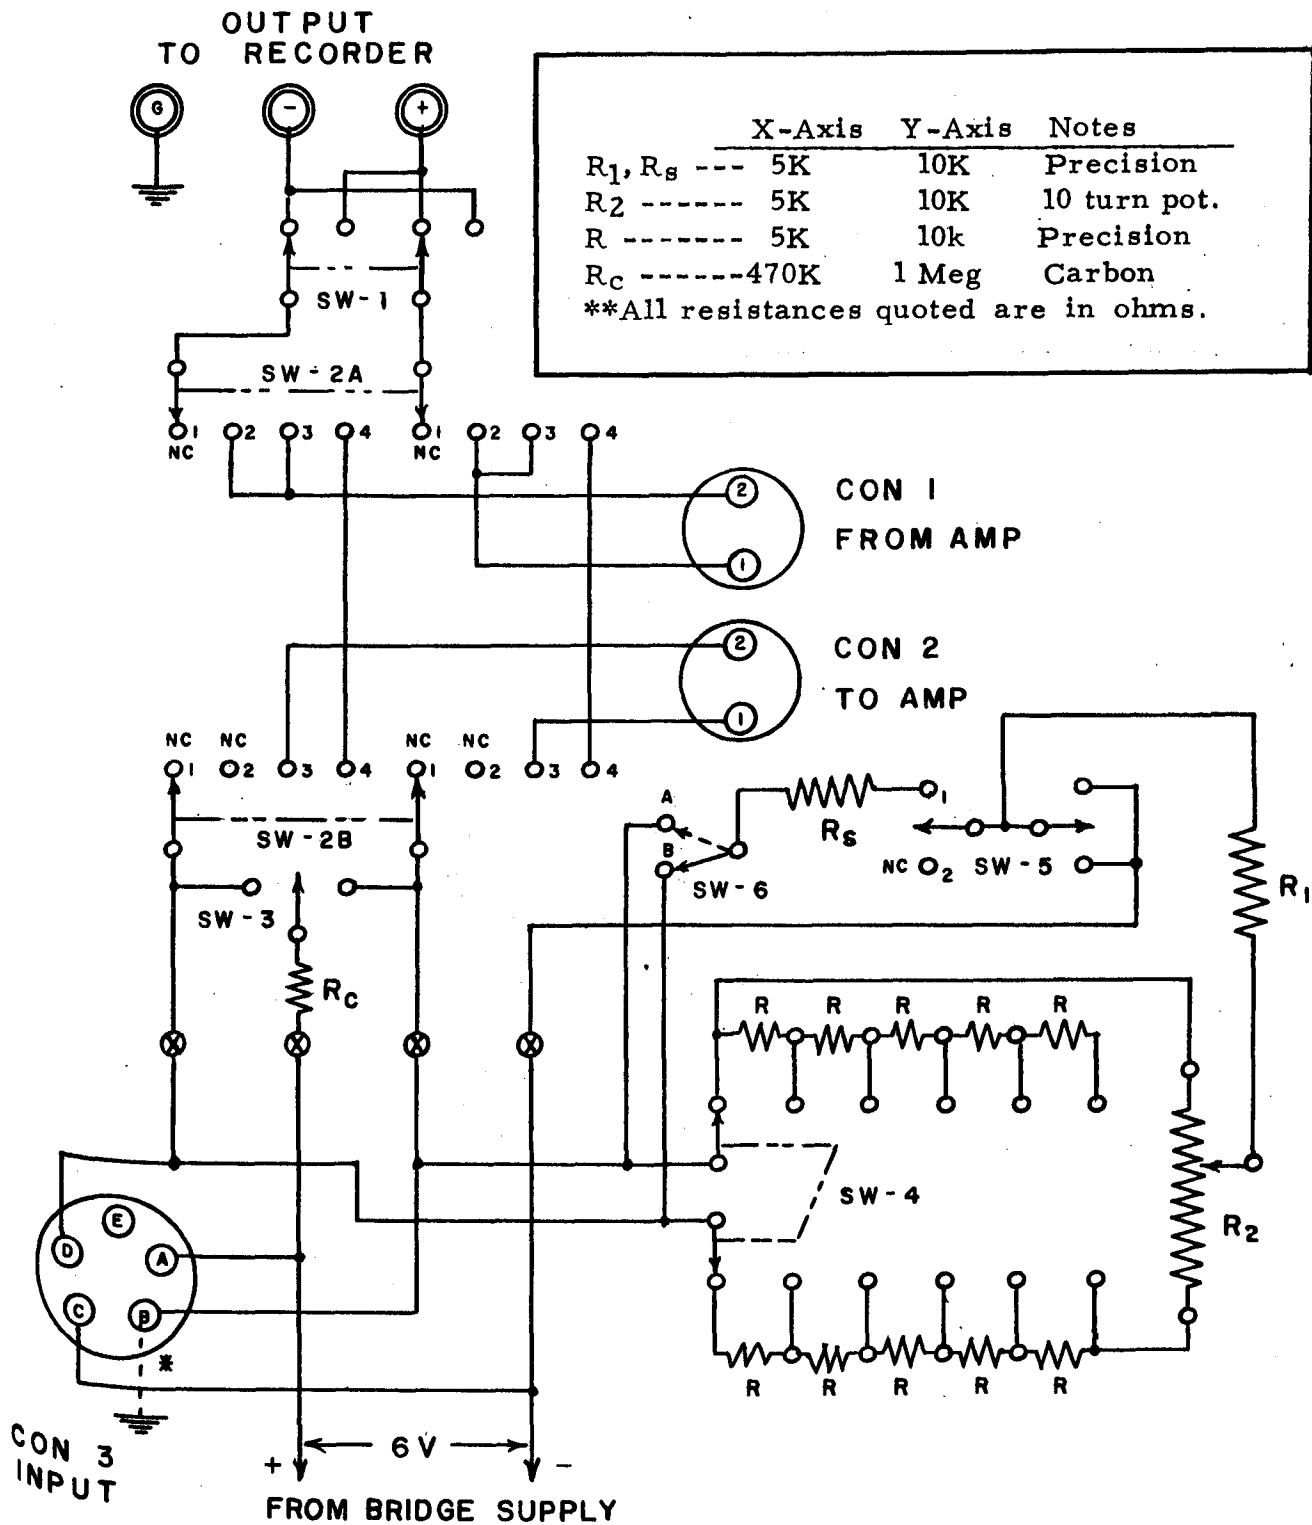 OUTPUT
TO RECORDER
G
-
+
X-Axis Y-Axis Notes
R1, Rs --- 5K 10K Precision
R2 ------ 5K 10K 10 turn pot.
R ------- 5K 10k Precision
Rc ------470K 1 Meg Carbon
**All resistances quoted are in ohms.
SW-1
SW-2A
1 2 3 4 1 2 3 4
NC NC
2
CON 1
FROM AMP
1
2
CON 2
TO AMP
1
NC NC NC NC
1 2 3 4 1 2 3 4
SW-2B
A
B
SW-6
Rs
1
NC 2 SW-5
R1
SW-3
Rc
X X X X
R R R R R
SW-4
R2
E
D
A
C
B
*
R R R R R
CON 3
INPUT
6V
+ -
FROM BRIDGE SUPPLY